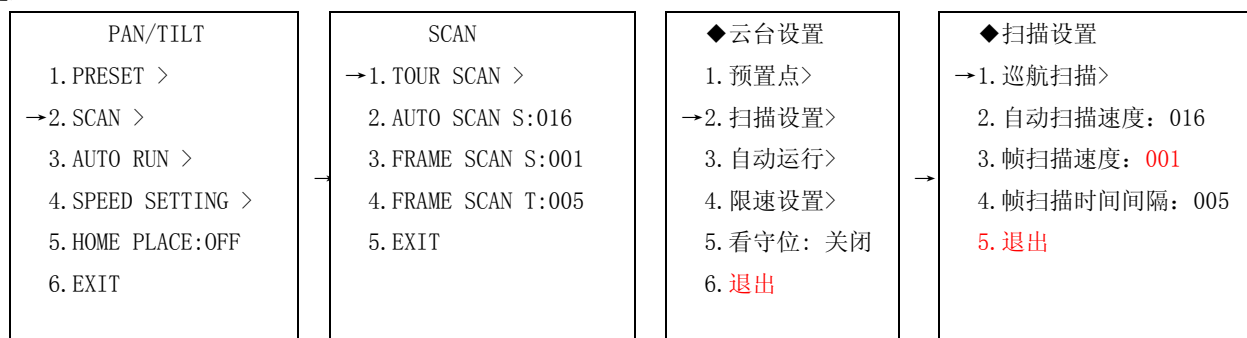 PAN/TILT
1.PRESET >
→2.SCAN >
3.AUTO RUN >
4.SPEED SETTING >
5.HOME PLACE:OFF
6.EXIT
→
SCAN
→1.TOUR SCAN >
2.AUTO SCAN S:016
3.FRAME SCAN S:001
4.FRAME SCAN T:005
5.EXIT
◆云台设置
1.预置点>
→2.扫描设置>
3.自动运行>
4.限速设置>
5.看守位: 关闭
6.退出
→
◆扫描设置
→1.巡航扫描>
2.自动扫描速度：016
3.帧扫描速度：001
4.帧扫描时间间隔：005
5.退出